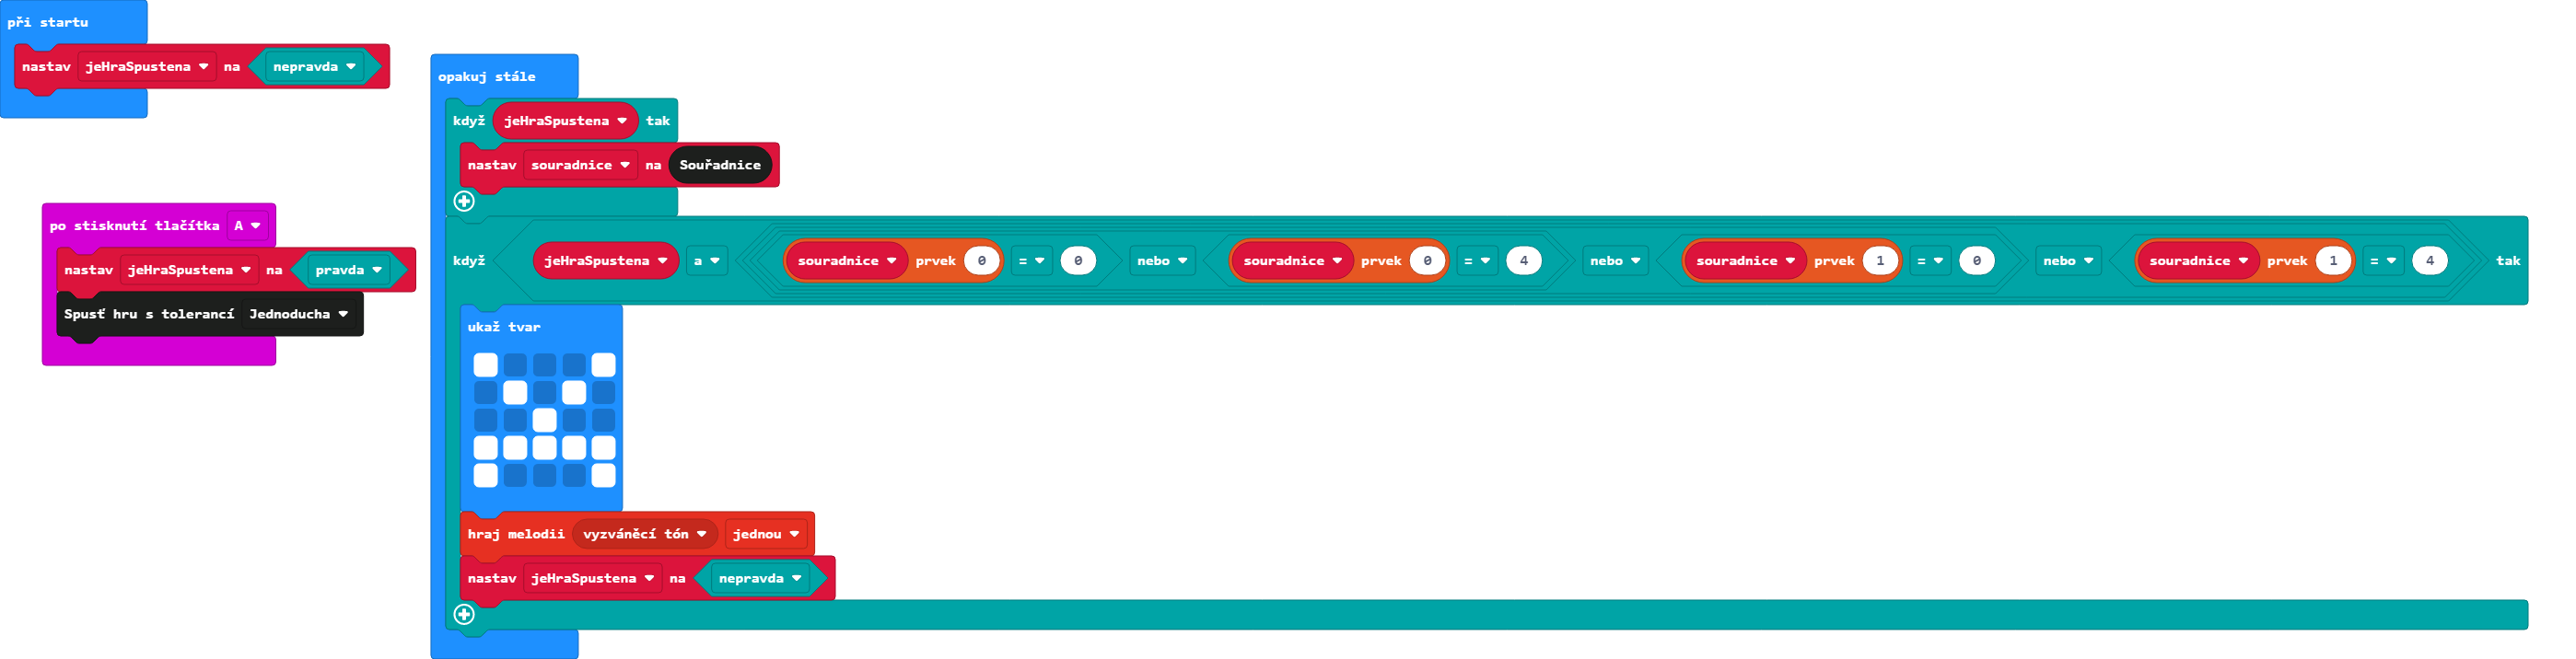 při startu
nastav jeHraSpustena na nepravda
po stisknutí tlačítka A
nastav jeHraSpustena na pravda
Spusť hru s tolerancí Jednoducha
opakuj stále
když jeHraSpustena tak
nastav souradnice na Souřadnice
když jeHraSpustena a souradnice prvek 0 = 0 nebo souradnice prvek 0 = 4 nebo souradnice prvek 1 = 0 nebo souradnice prvek 1 = 4 tak
ukaž tvar
hraj melodii vyzváněcí tón jednou
nastav jeHraSpustena na nepravda